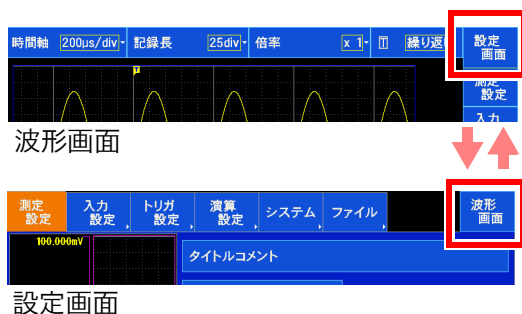 時間軸 200μs/div 記録長 25div 倍率 x 1 T 繰り返し 設定
画面
T
測定
設定
入力
波形画面
測定
設定
入力
設定
トリガ
設定
演算
設定
システム
ファイル
波形
画面
100.000mV
タイトルコメント
設定画面